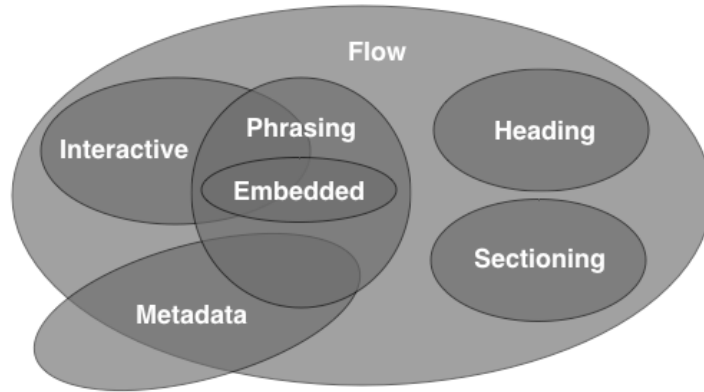 Flow
Phrasing
Heading
Interactive
Embedded
Sectioning
Metadata